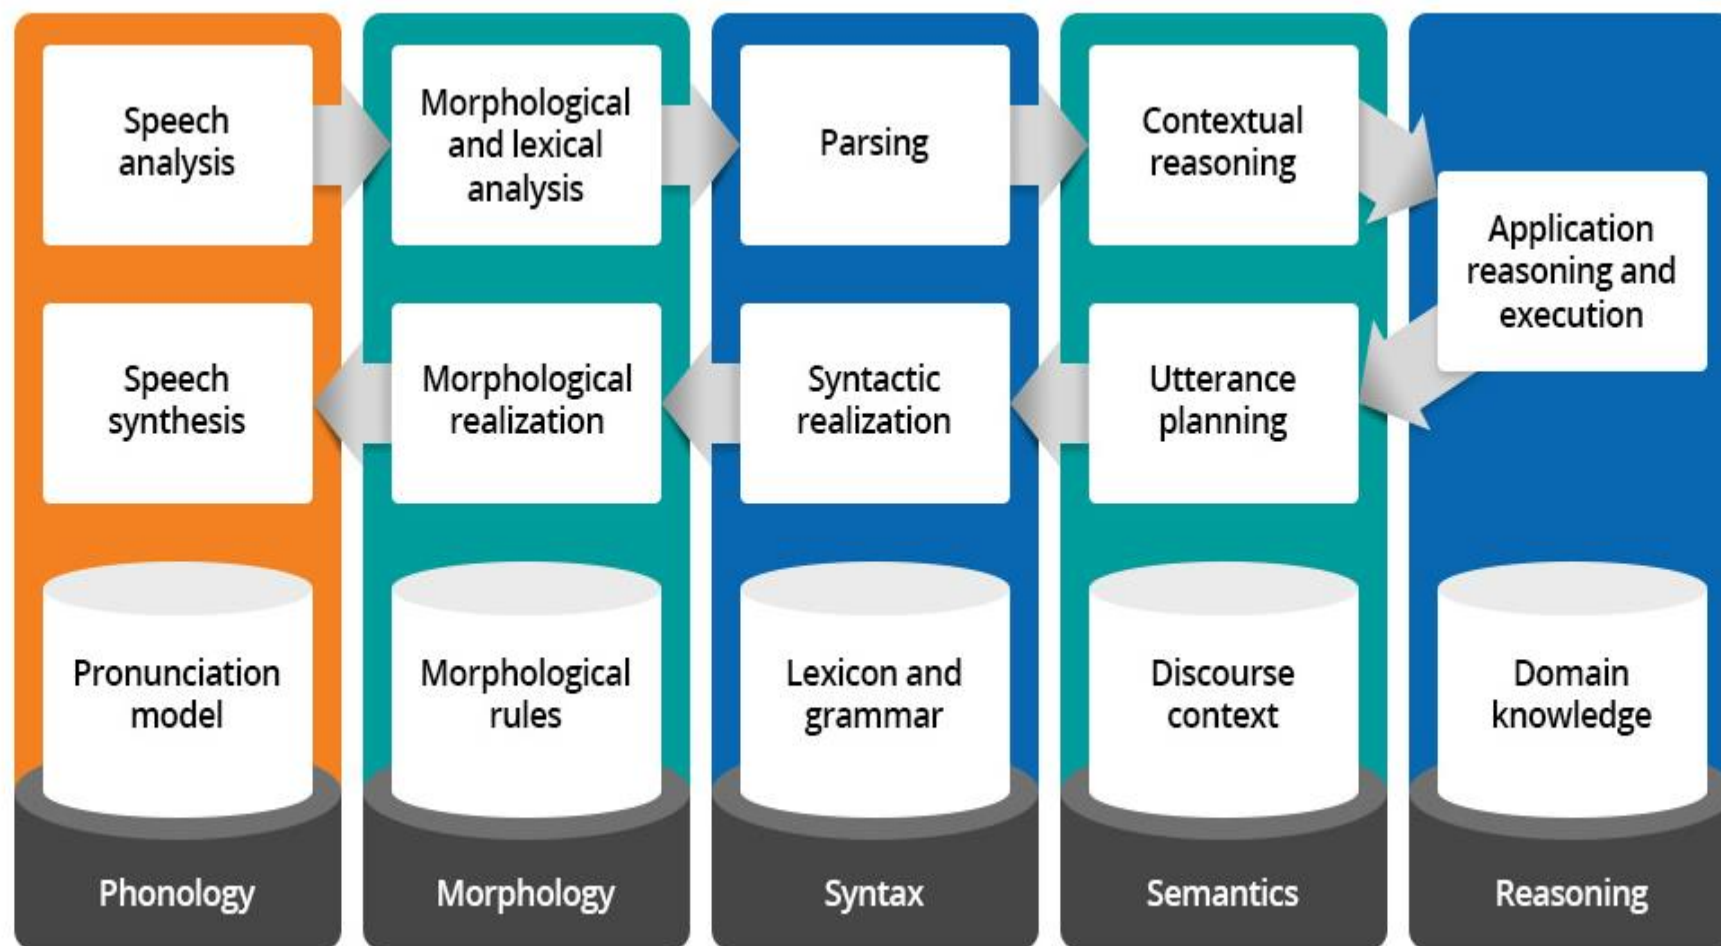 Speech
analysis
Morphological
and lexical
analysis
Parsing
Contextual
reasoning
Application
reasoning and
execution
Speech
synthesis
Morphological
realization
Syntactic
realization
Utterance
planning
Pronunciation
model
Morphological
rules
Lexicon and
grammar
Discourse
context
Domain
knowledge
Phonology
Morphology
Syntax
Semantics
Reasoning